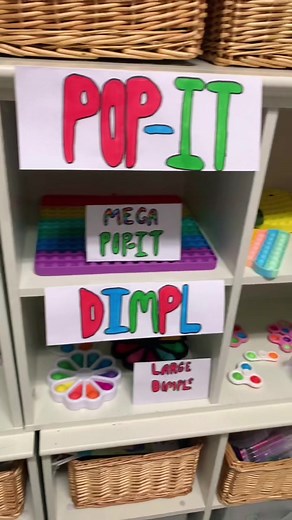 POP-IT
MEGA
POP-IT
DIMPL
LARGE
DIMPL'S